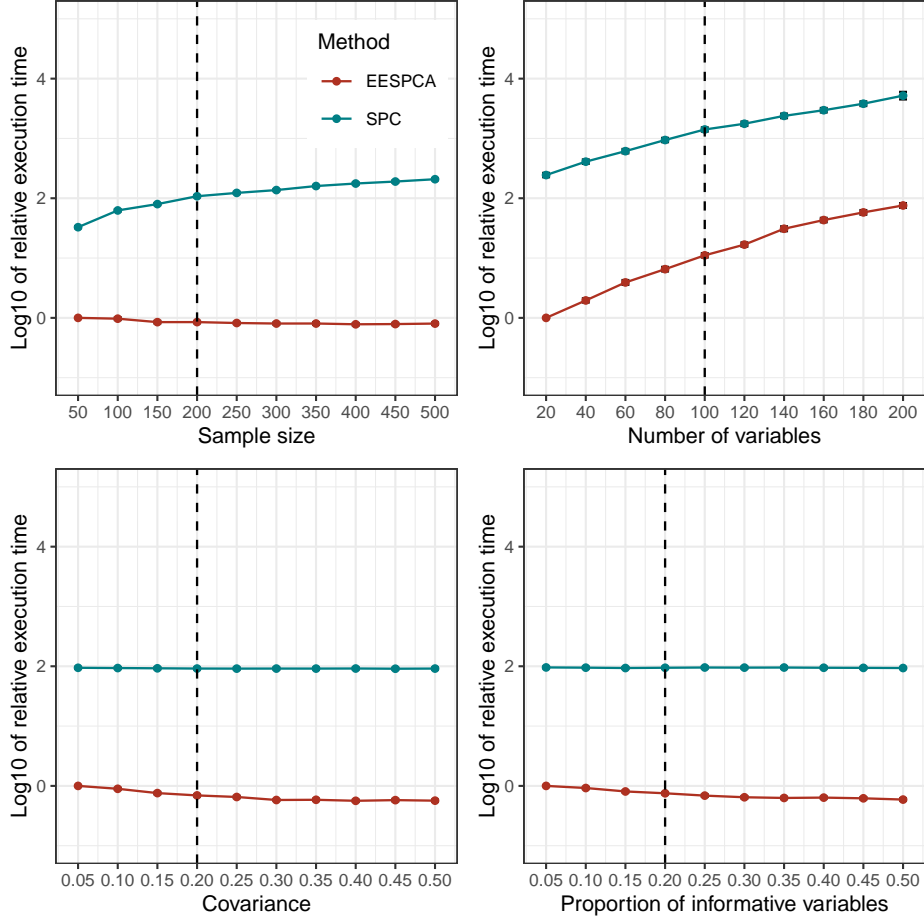 Log10 of relative execution time
4
2
0
Method
EESPCA
SPC
50 100 150 200 250 300 350 400 450 500
Sample size
Log10 of relative execution time
4
2
0
20 40 60 80 100 120 140 160 180 200
Number of variables
Log10 of relative execution time
4
2
0
0.05 0.10 0.15 0.20 0.25 0.30 0.35 0.40 0.45 0.50
Covariance
Log10 of relative execution time
4
2
0
0.05 0.10 0.15 0.20 0.25 0.30 0.35 0.40 0.45 0.50
Proportion of informative variables